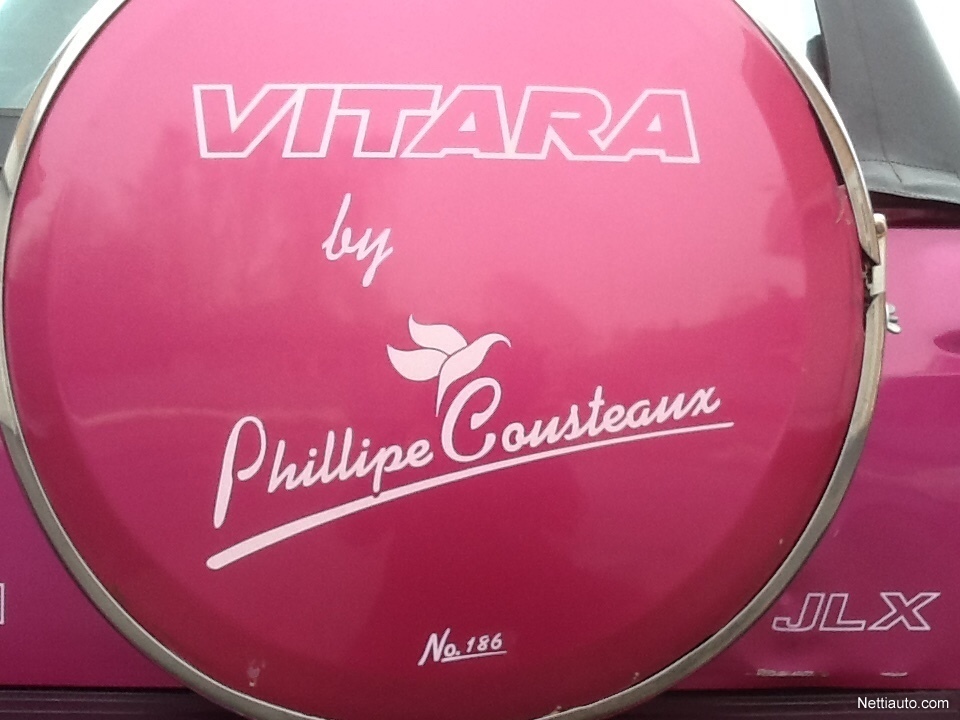 VITARA
by
Phillipe Cousteaux
No. 186
JLX
Nettiauto.com